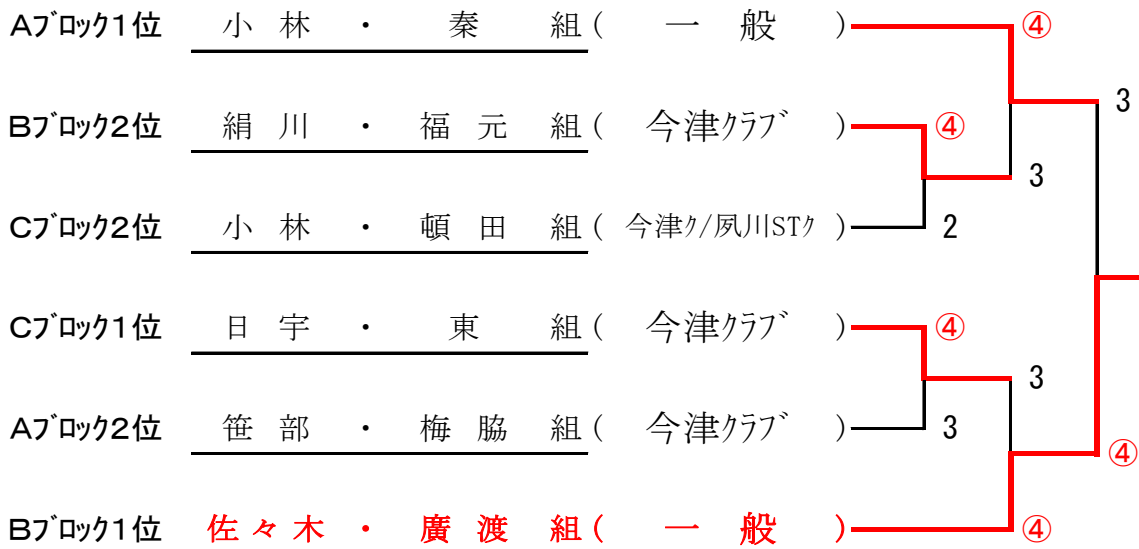 Aﾌﾞﾛｯｸ1位 小林・秦組(一般) ④
3
Bﾌﾞﾛｯｸ2位 絹川・福元組(今津ｸﾗﾌﾞ) ④
3
Cﾌﾞﾛｯｸ2位 小林・頓田組(今津ｸ/夙川STｸ) 2
Cﾌﾞﾛｯｸ1位 日宇・東組(今津ｸﾗﾌﾞ) ④
3
Aﾌﾞﾛｯｸ2位 笹部・梅脇組(今津ｸﾗﾌﾞ) 3
④
Bﾌﾞﾛｯｸ1位 佐々木・廣渡組(一般) ④